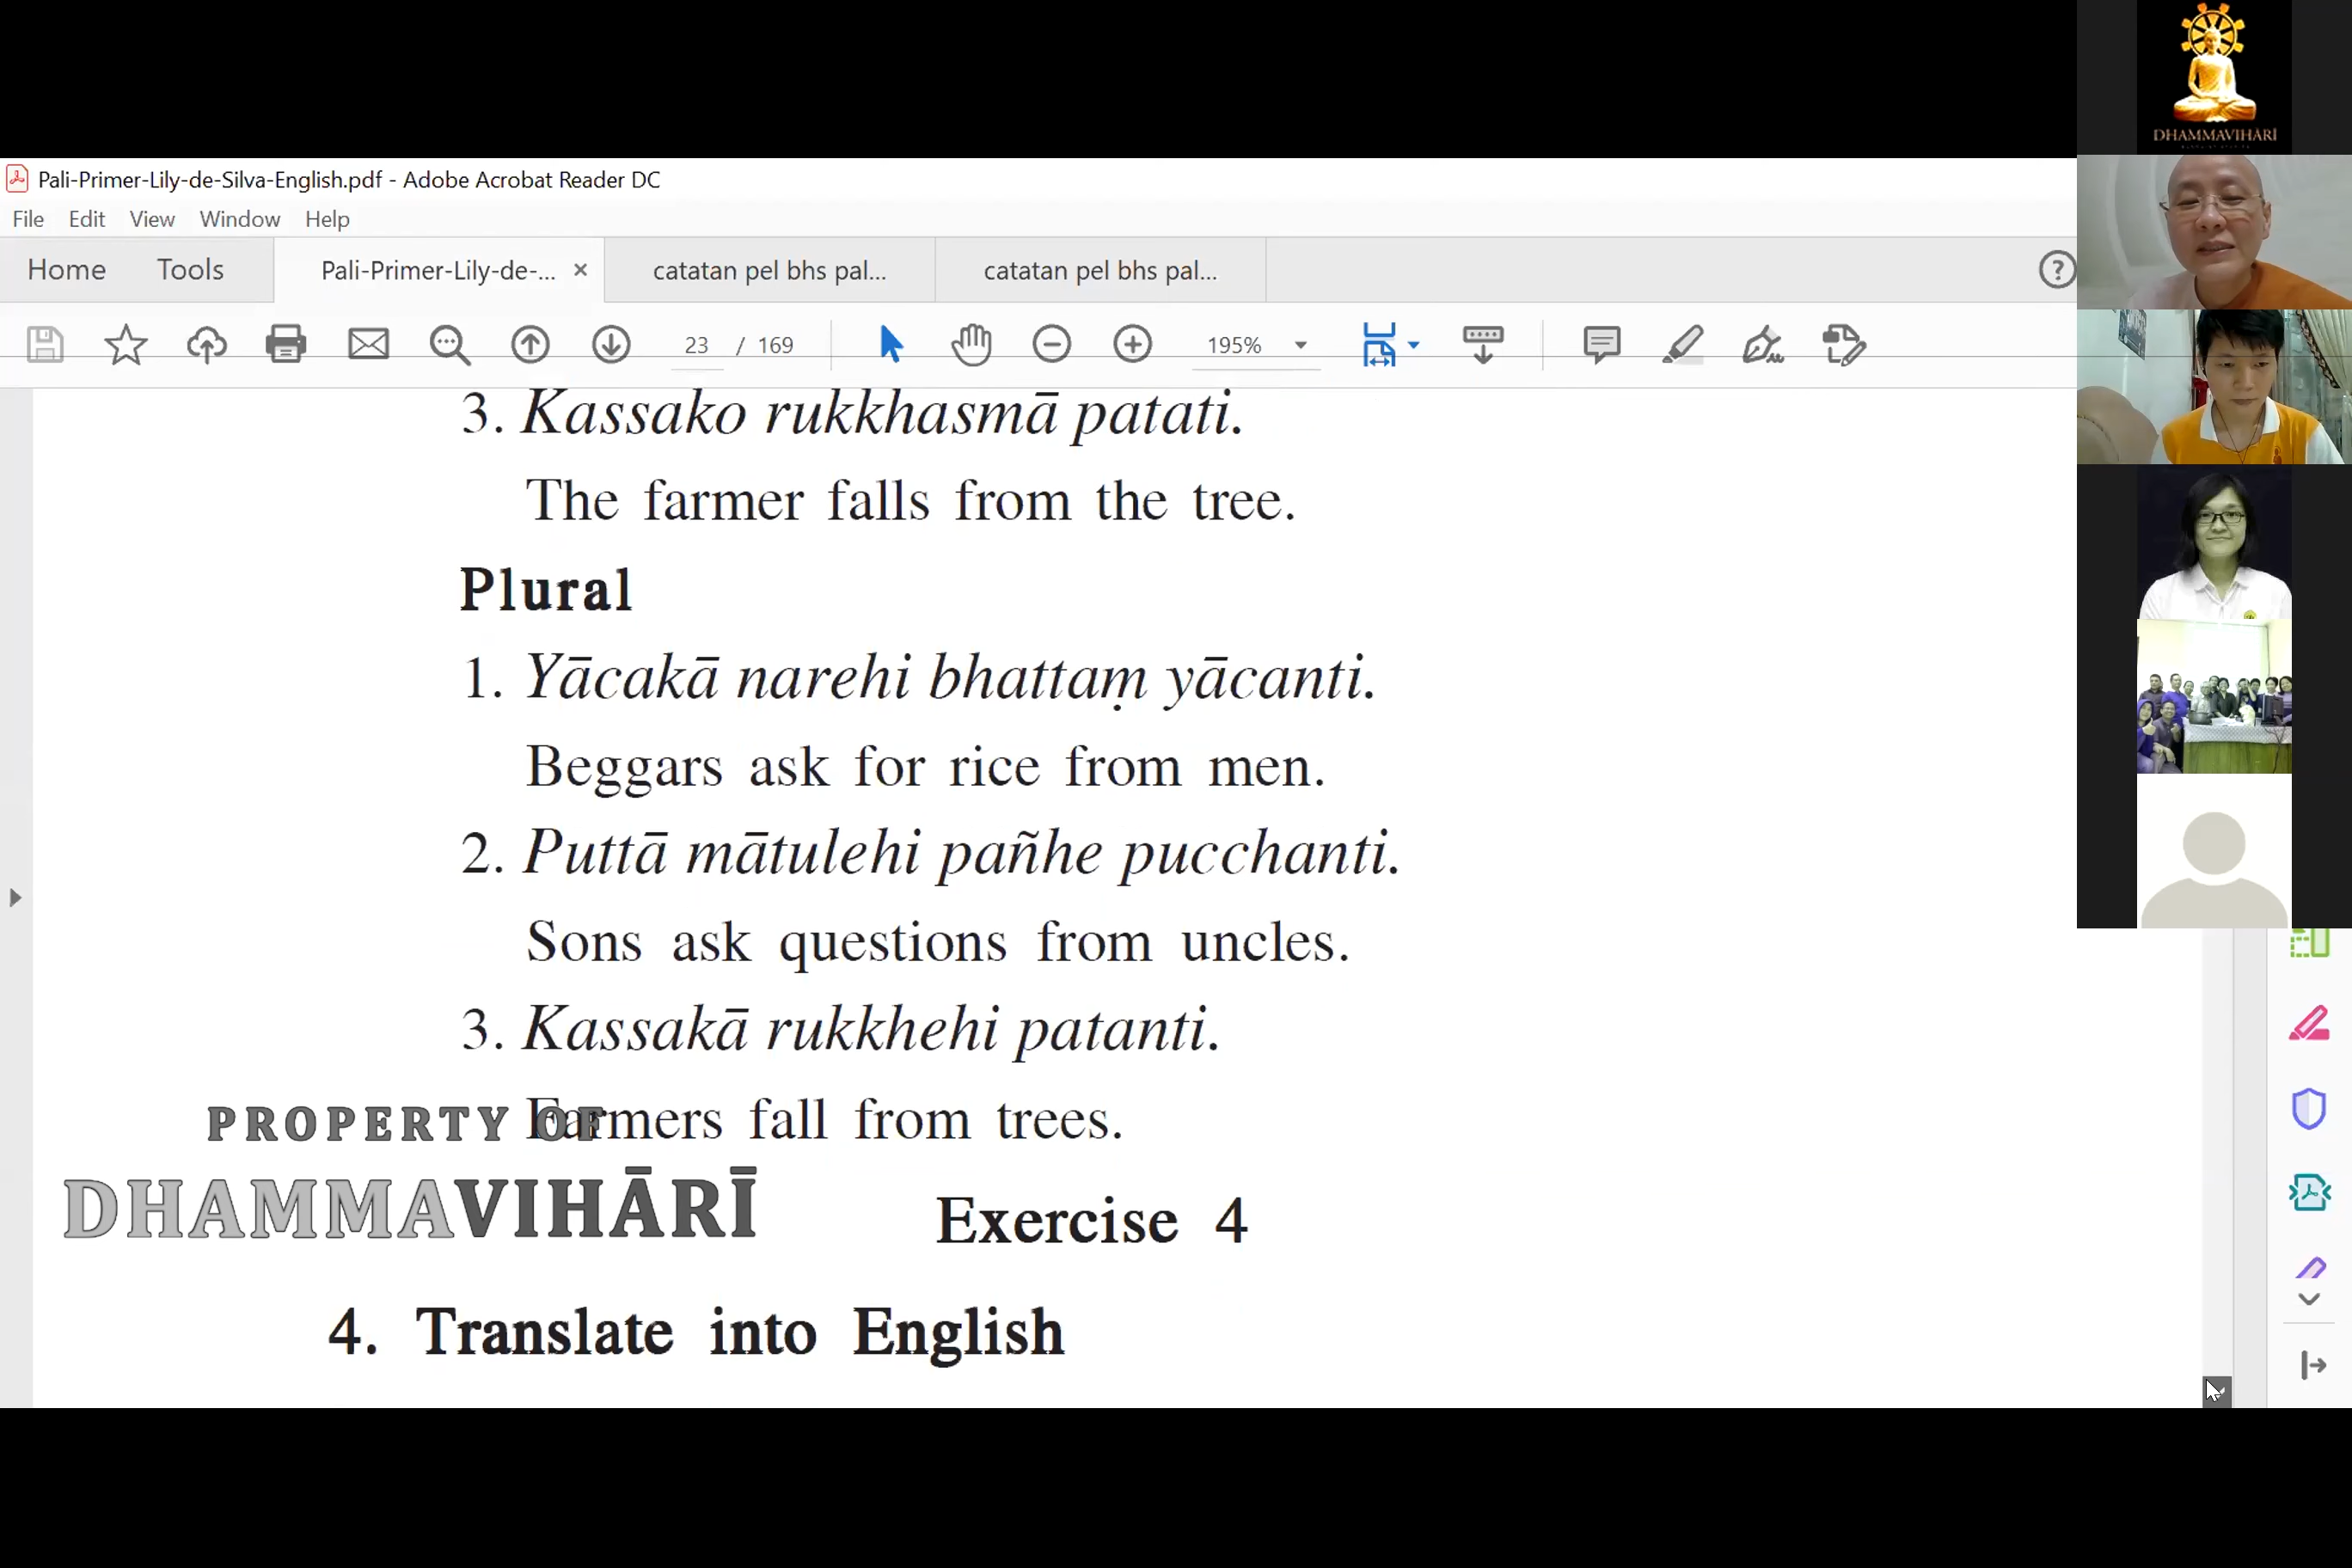 DHAMMAVIHĀRĪ
Pali-Primer-Lily-de-Silva-English.pdf - Adobe Acrobat Reader DC
File Edit View Window Help
Home Tools Pali-Primer-Lily-de-... × catatan pel bhs pal... catatan pel bhs pal...
23 / 169 195%
3. Kassako rukkhasmā patati.
The farmer falls from the tree.
Plural
1. Yācakā narehi bhattaṃ yācanti.
Beggars ask for rice from men.
2. Puttā mātulehi pañhe pucchanti.
Sons ask questions from uncles.
3. Kassakā rukkhehi patanti.
Farmers fall from trees.
PROPERTY OF
DHAMMAVIHĀRĪ
Exercise 4
4. Translate into English